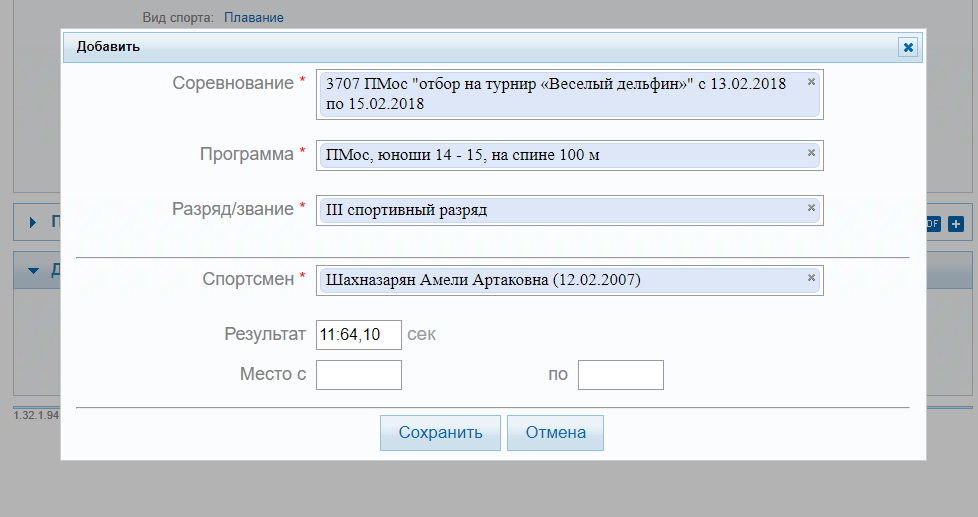 Вид спорта: Плавание
Добавить
Соревнование * 3707 ПМос "отбор на турнир «Веселый дельфин»" с 13.02.2018
по 15.02.2018
Программа * ПМос, юноши 14 - 15, на спине 100 м
Разряд/звание * III спортивный разряд
Спортсмен * Шахназарян Амели Артаковна (12.02.2007)
Результат 11:64,10 сек
Место с по
1.32.1.94
Сохранить Отмена